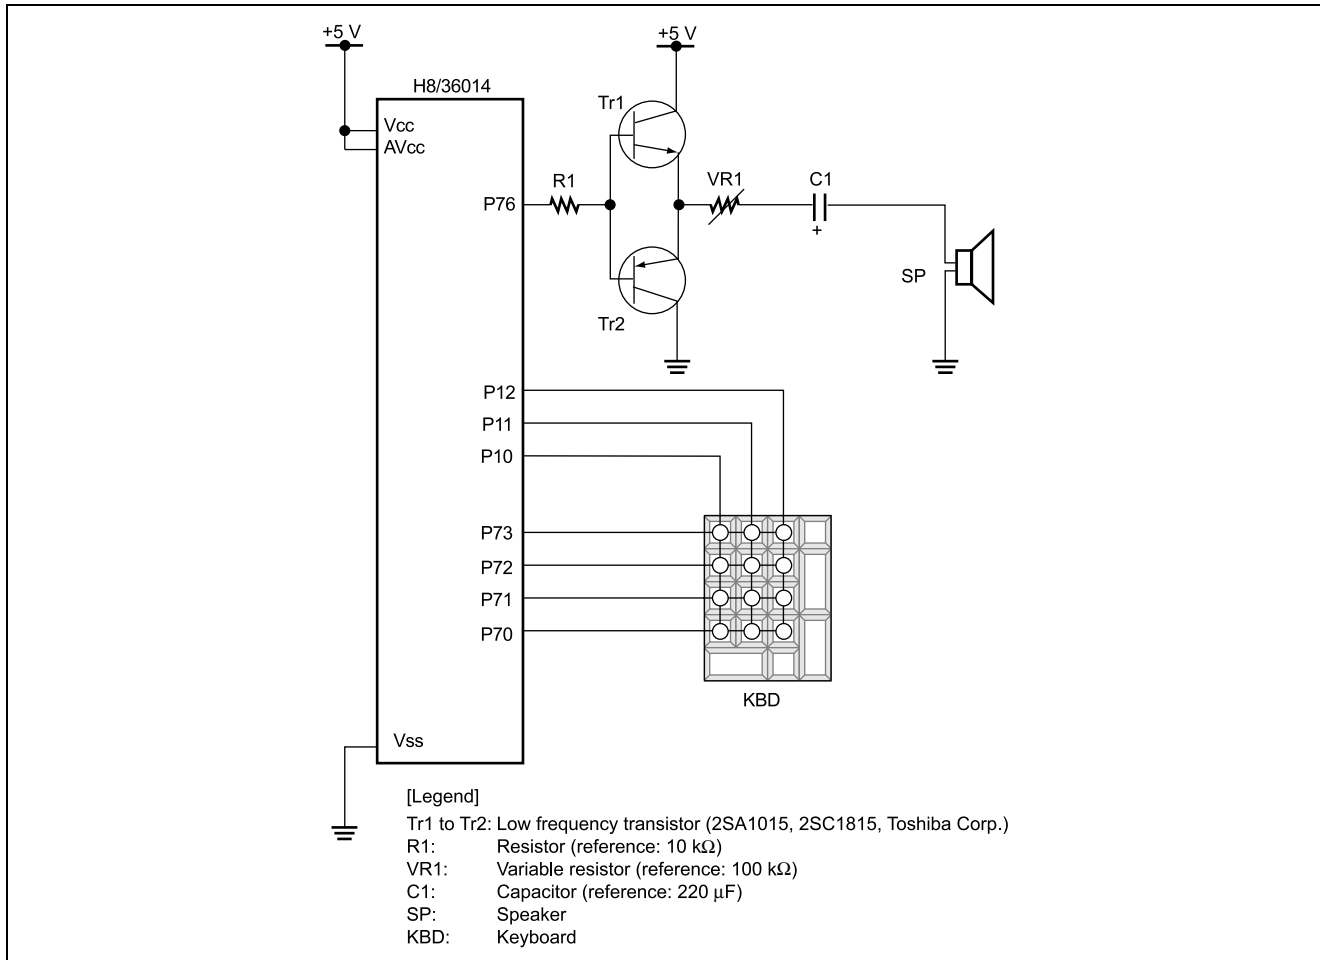 +5 V
+5 V
H8/36014
Tr1
Vcc
AVcc
R1
VR1
C1
P76
+
SP
Tr2
P12
P11
P10
P73
P72
P71
P70
KBD
Vss
[Legend]
Tr1 to Tr2: Low frequency transistor (2SA1015, 2SC1815, Toshiba Corp.)
R1: Resistor (reference: 10 kΩ)
VR1: Variable resistor (reference: 100 kΩ)
C1: Capacitor (reference: 220 μF)
SP: Speaker
KBD: Keyboard